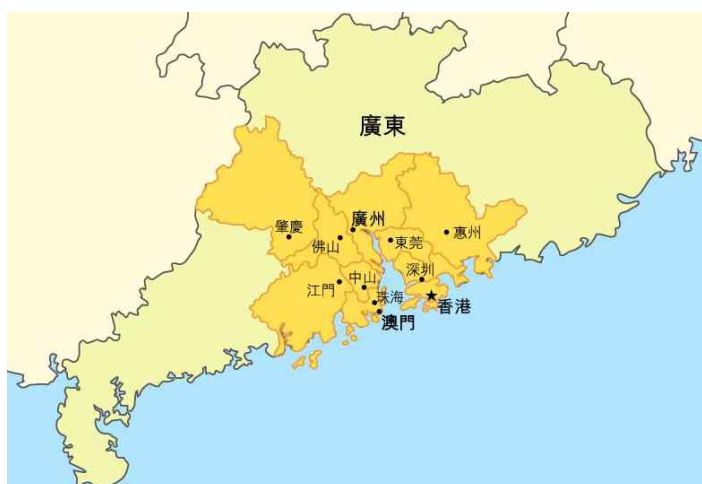 廣東
廣州
肇慶
佛山
東莞
惠州
深圳
中山
江門
珠海
香港
澳門